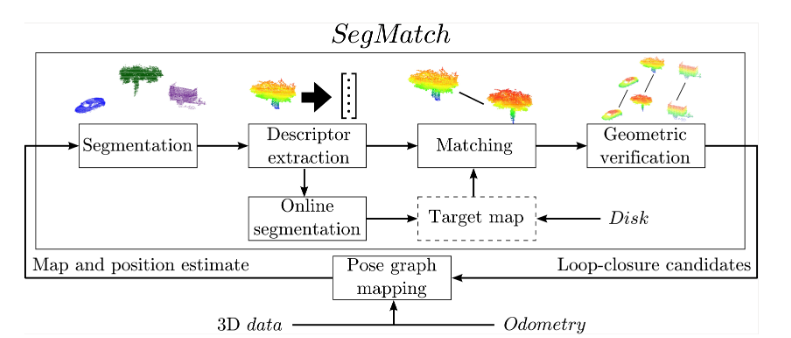 SegMatch
Segmentation
Descriptor
extraction
Matching
Geometric
verification
Online
segmentation
Target map
Disk
Map and position estimate
Pose graph
mapping
Loop-closure candidates
3D data
Odometry